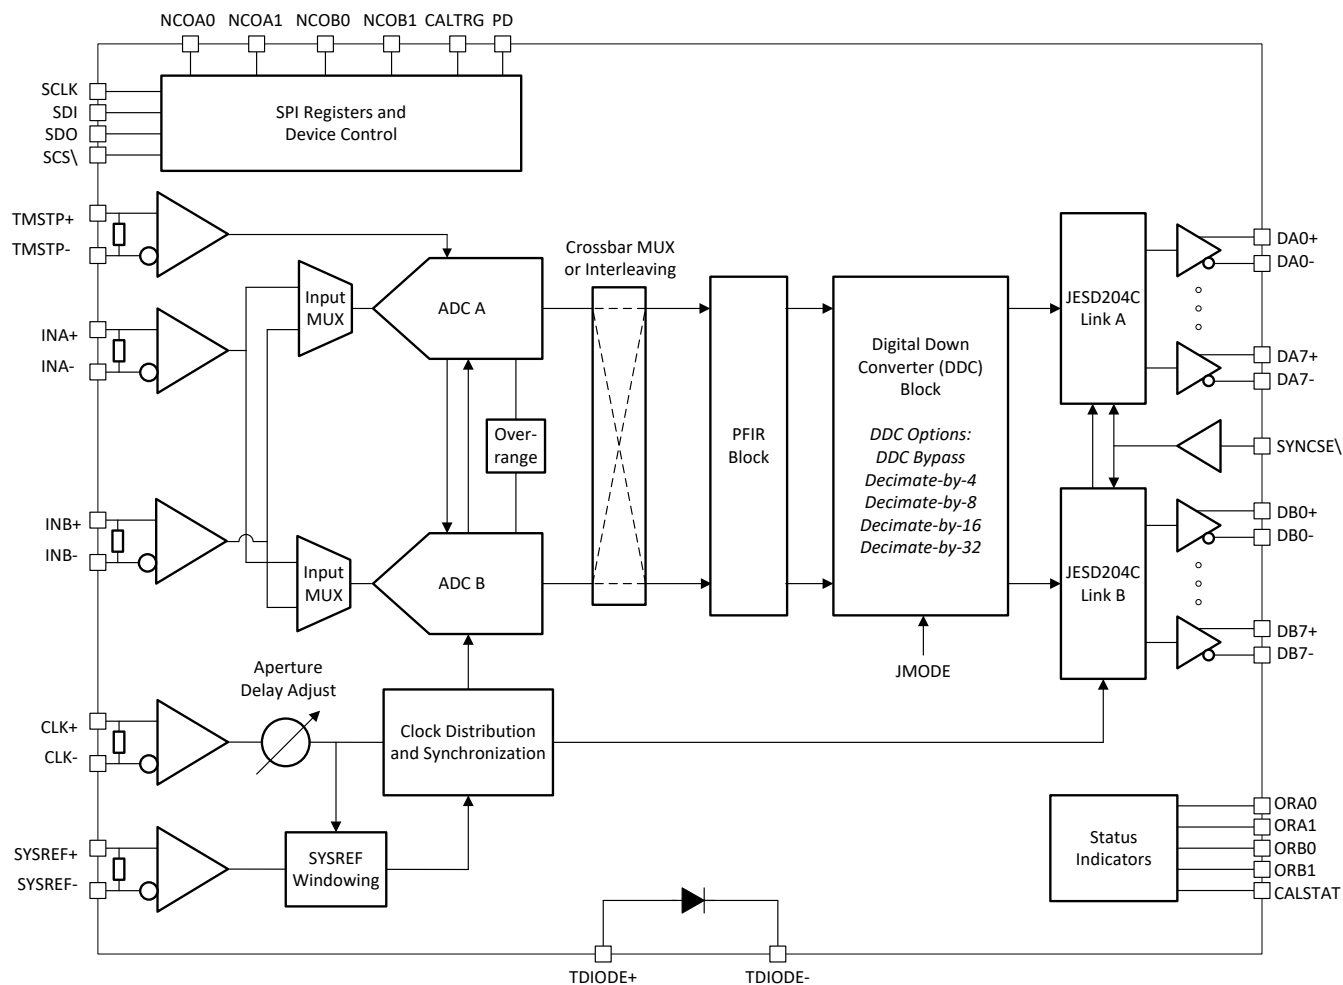 NCOA0 NCOA1 NCOB0 NCOB1 CALTRG PD
SCLK
SDI
SDO
SCS\
SPI Registers and
Device Control
TMSTP+
TMSTP-
INA+
INA-
Input
MUX
ADC A
Crossbar MUX
or Interleaving
Over-
range
INB+
INB-
Input
MUX
ADC B
PFIR
Block
Digital Down
Converter (DDC)
Block
DDC Options:
DDC Bypass
Decimate-by-4
Decimate-by-8
Decimate-by-16
Decimate-by-32
JMODE
JESD204C
Link A
DA0+
DA0-
DA7+
DA7-
SYNCSE\
JESD204C
Link B
DB0+
DB0-
DB7+
DB7-
Aperture
Delay Adjust
CLK+
CLK-
Clock Distribution
and Synchronization
SYSREF+
SYSREF-
SYSREF
Windowing
Status
Indicators
ORA0
ORA1
ORB0
ORB1
CALSTAT
TDIODE+
TDIODE-